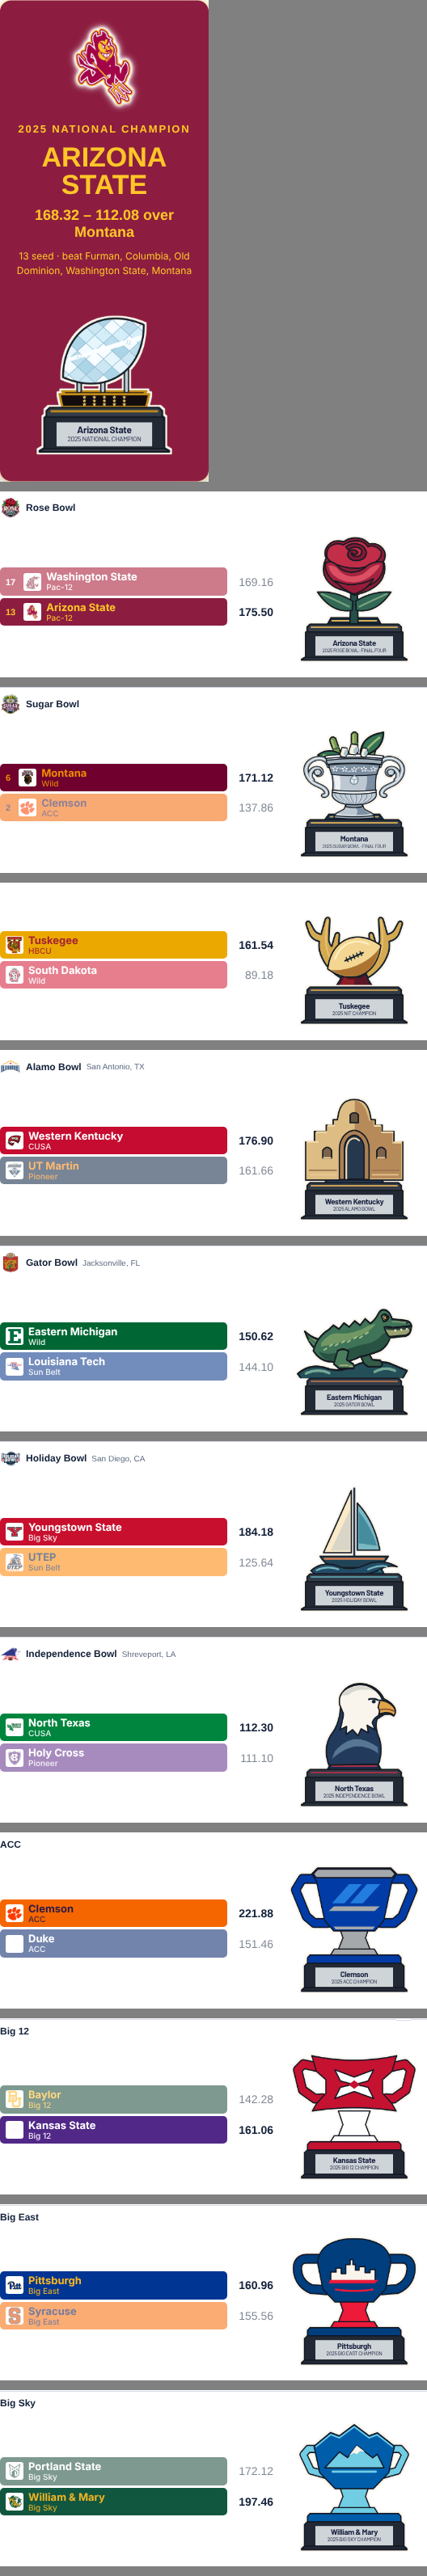 2025 NATIONAL CHAMPION
ARIZONA
STATE
168.32 – 112.08 over
Montana
13 seed · beat Furman, Columbia, Old
Dominion, Washington State, Montana
Arizona State
2025 NATIONAL CHAMPION
Rose Bowl
17 Washington State 169.16
Pac-12
13 Arizona State 175.50
Pac-12
Arizona State
2025 ROSE BOWL · FINAL FOUR
Sugar Bowl
6 Montana 171.12
Wild
2 Clemson 137.86
ACC
Montana
2025 SUGAR BOWL · FINAL FOUR
Tuskegee 161.54
HBCU
South Dakota 89.18
Wild
Tuskegee
2025 NIT CHAMPION
Alamo Bowl San Antonio, TX
Western Kentucky 176.90
CUSA
UT Martin 161.66
Pioneer
Western Kentucky
2025 ALAMO BOWL
Gator Bowl Jacksonville, FL
Eastern Michigan 150.62
Wild
Louisiana Tech 144.10
Sun Belt
Eastern Michigan
2025 GATOR BOWL
Holiday Bowl San Diego, CA
Youngstown State 184.18
Big Sky
UTEP 125.64
Sun Belt
Youngstown State
2025 HOLIDAY BOWL
Independence Bowl Shreveport, LA
North Texas 112.30
CUSA
Holy Cross 111.10
Pioneer
North Texas
2025 INDEPENDENCE BOWL
ACC
Clemson 221.88
ACC
Duke 151.46
ACC
Clemson
2025 ACC CHAMPION
Big 12
Baylor 142.28
Big 12
Kansas State 161.06
Big 12
Kansas State
2025 BIG 12 CHAMPION
Big East
Pitt Pittsburgh 160.96
Big East
Syracuse 155.56
Big East
Pittsburgh
2025 BIG EAST CHAMPION
Big Sky
Portland State 172.12
Big Sky
William & Mary 197.46
Big Sky
William & Mary
2025 BIG SKY CHAMPION